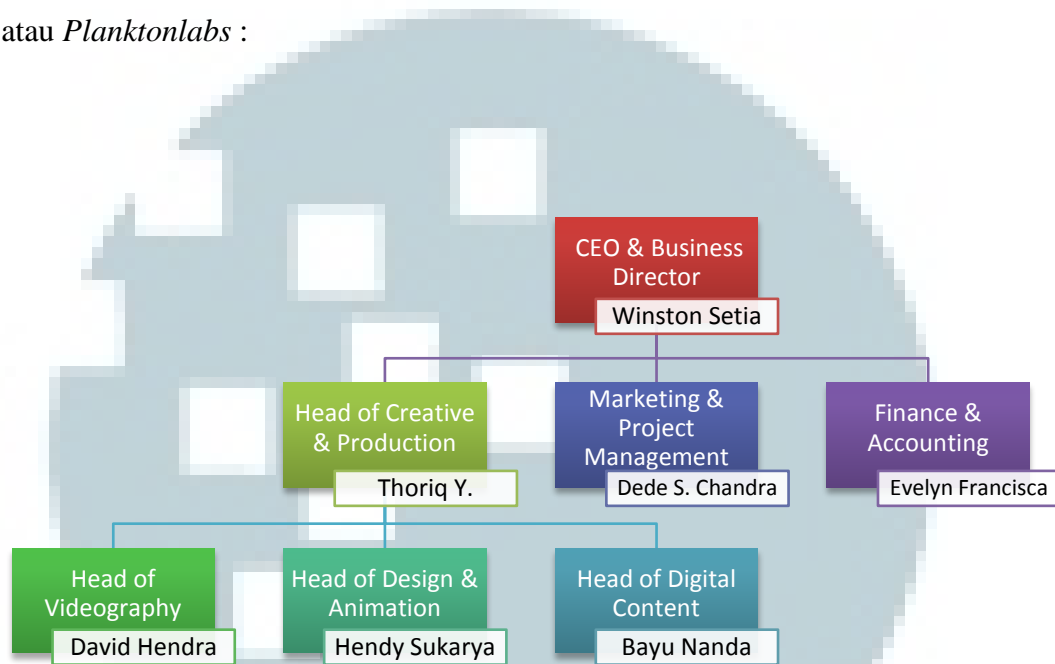 atau Planktonlabs :
CEO & Business
Director
Winston Setia
Head of Creative
& Production
Thoriq Y.
Marketing &
Project
Management
Dede S. Chandra
Finance &
Accounting
Evelyn Francisca
Head of
Videography
David Hendra
Head of Design &
Animation
Hendy Sukarya
Head of Digital
Content
Bayu Nanda